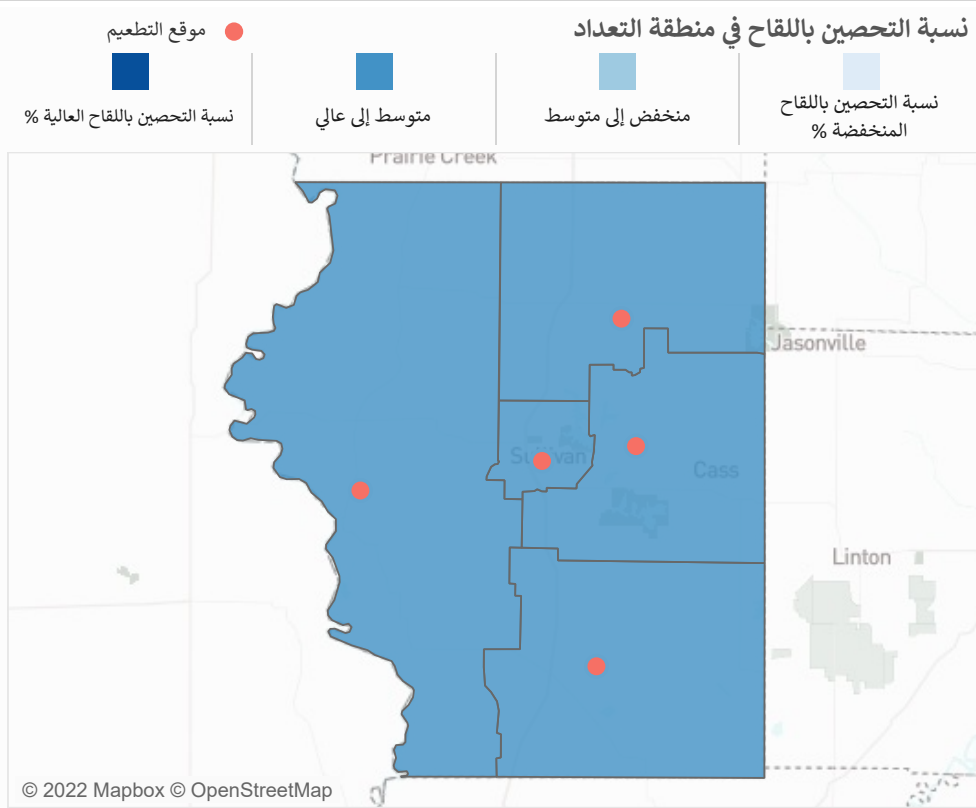 نسبة التحصين باللقاح في منطقة التعداد
موقع التطعيم
نسبة التحصين باللقاح
المنخفضة %
منخفض إلى متوسط
متوسط إلى عالي
نسبة التحصين باللقاح العالية %
Prairie Creek
Jasonville
Sullivan
Cass
Linton
© 2022 Mapbox © OpenStreetMap